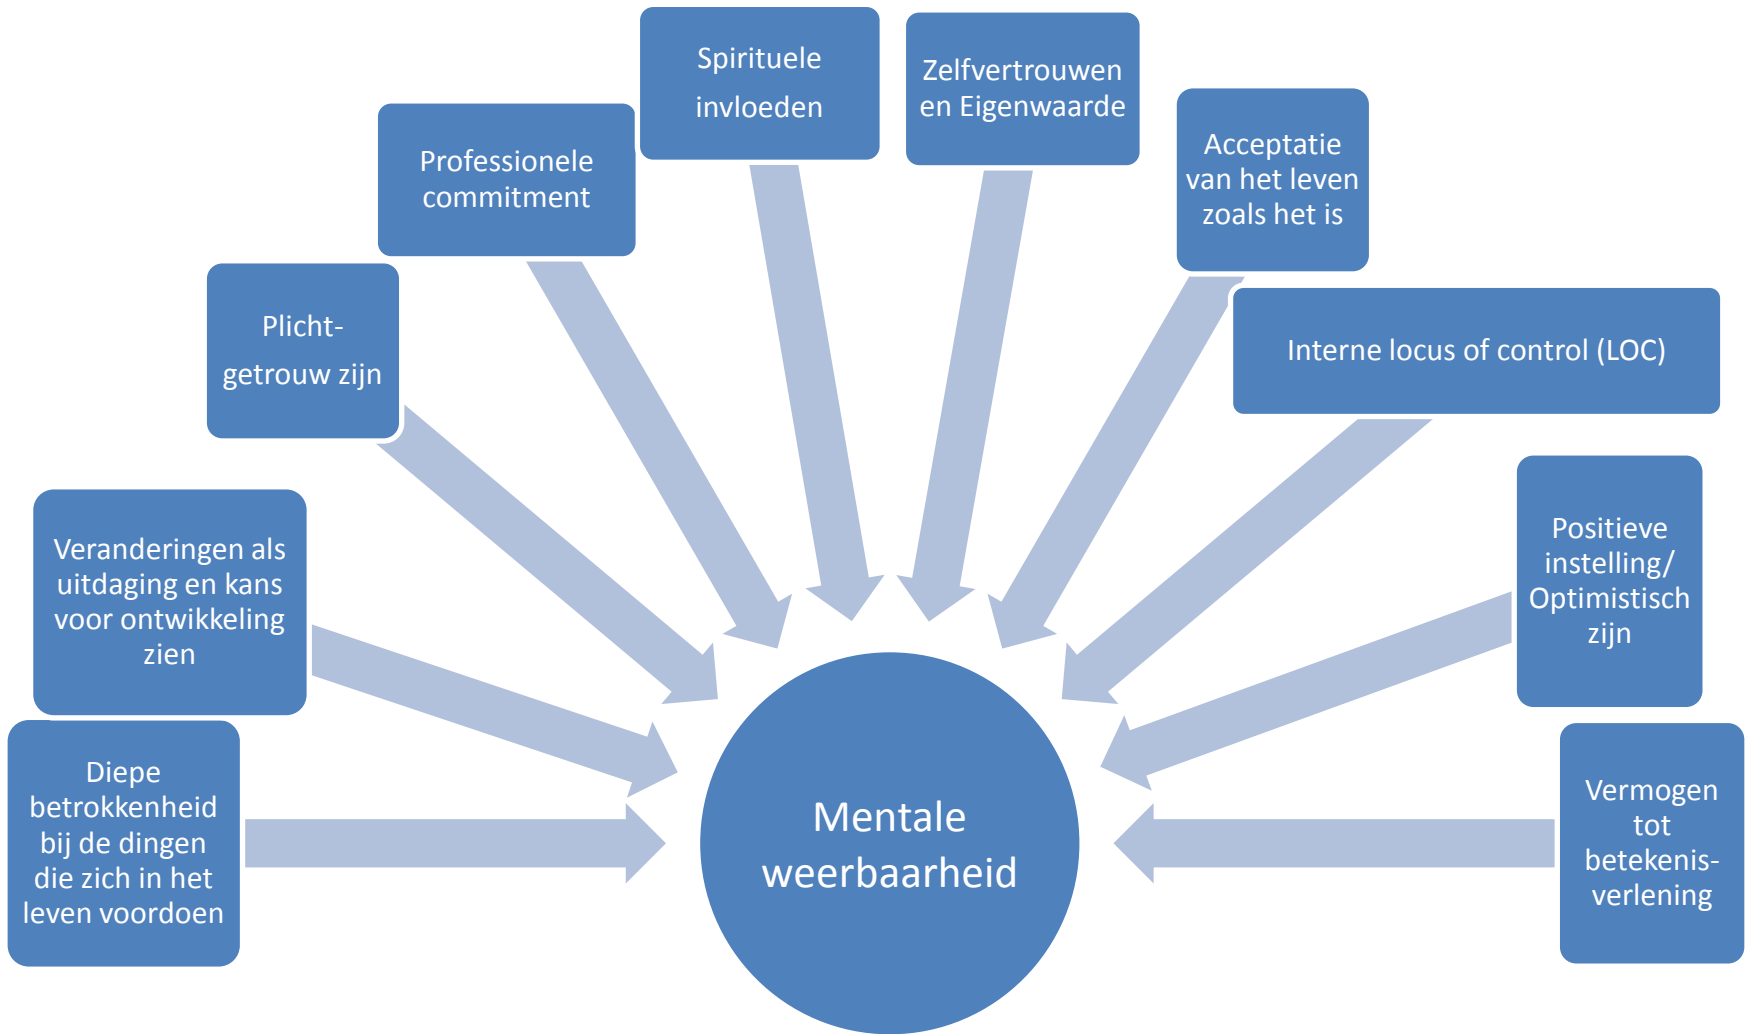 Spirituele
invloeden
Zelfvertrouwen
en Eigenwaarde
Professionele
commitment
Acceptatie
van het leven
zoals het is
Plicht-
getrouw zijn
Interne locus of control (LOC)
Veranderingen als
uitdaging en kans
voor ontwikkeling
zien
Positieve
instelling/
Optimistisch
zijn
Diepe
betrokkenheid
bij de dingen
die zich in het
leven voordoen
Mentale
weerbaarheid
Vermogen
tot
betekenis-
verlening